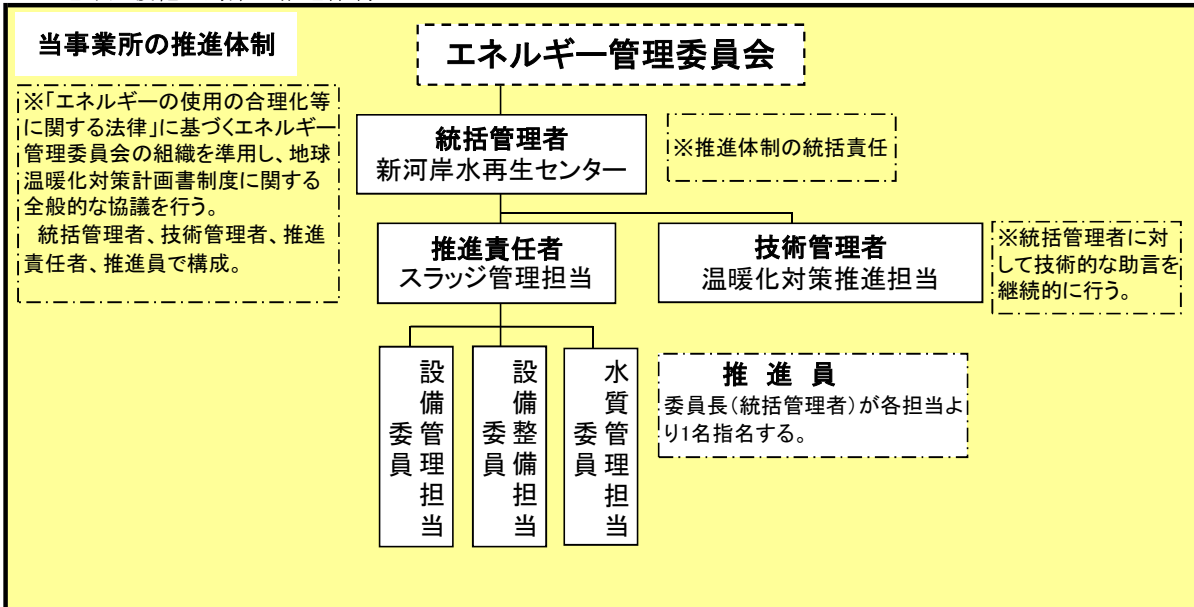 当事業所の推進体制
エネルギー管理委員会
※「エネルギーの使用の合理化等
に関する法律」に基づくエネルギー
管理委員会の組織を準用し、地球
温暖化対策計画書制度に関する
全般的な協議を行う。
統括管理者、技術管理者、推進
責任者、推進員で構成。
統括管理者
新河岸水再生センター
※推進体制の統括責任
推進責任者
スラッジ管理担当
技術管理者
温暖化対策推進担当
※統括管理者に対
して技術的な助言を
継続的に行う。
設備管理担当
委員
設備整備担当
委員
水質管理担当
委員
推進員
委員長(統括管理者)が各担当よ
り1名指名する。